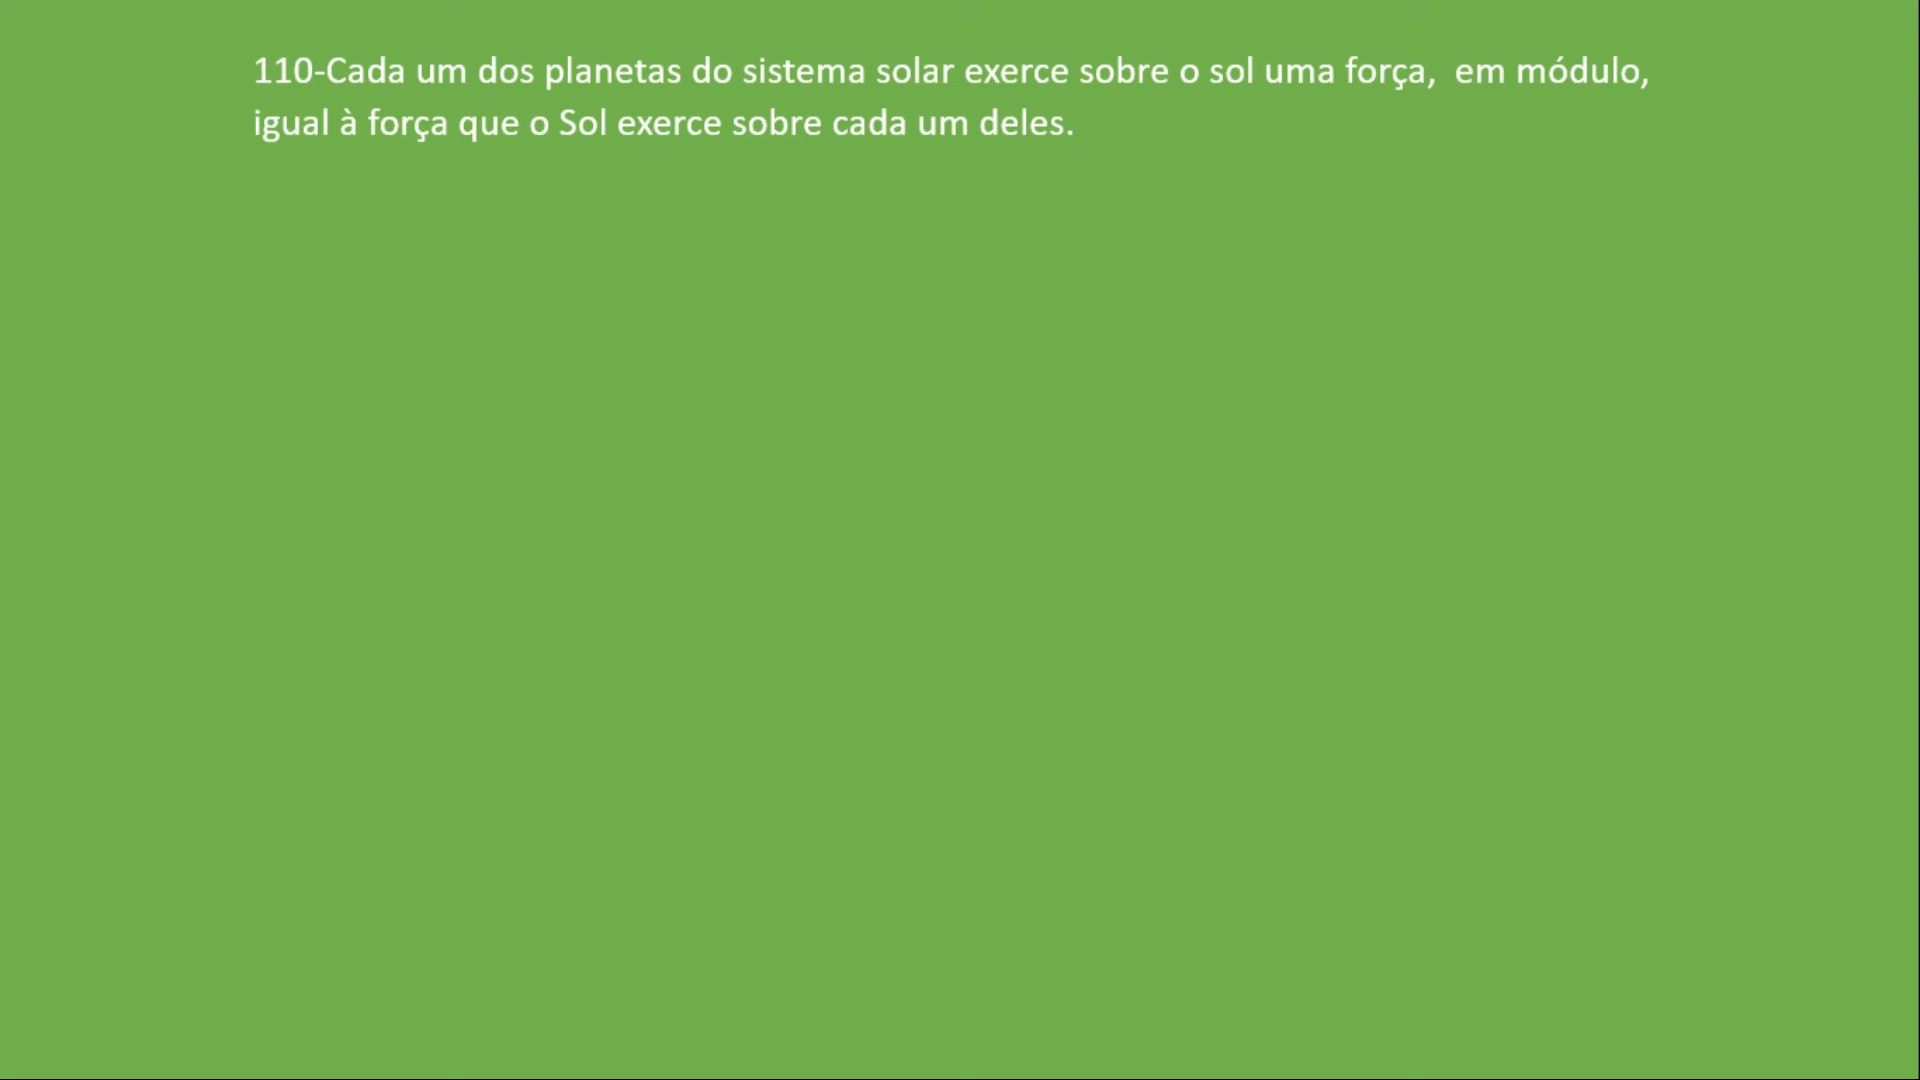 110-Cada um dos planetas do sistema solar exerce sobre o sol uma força,  em módulo,
igual à força que o Sol exerce sobre cada um deles.